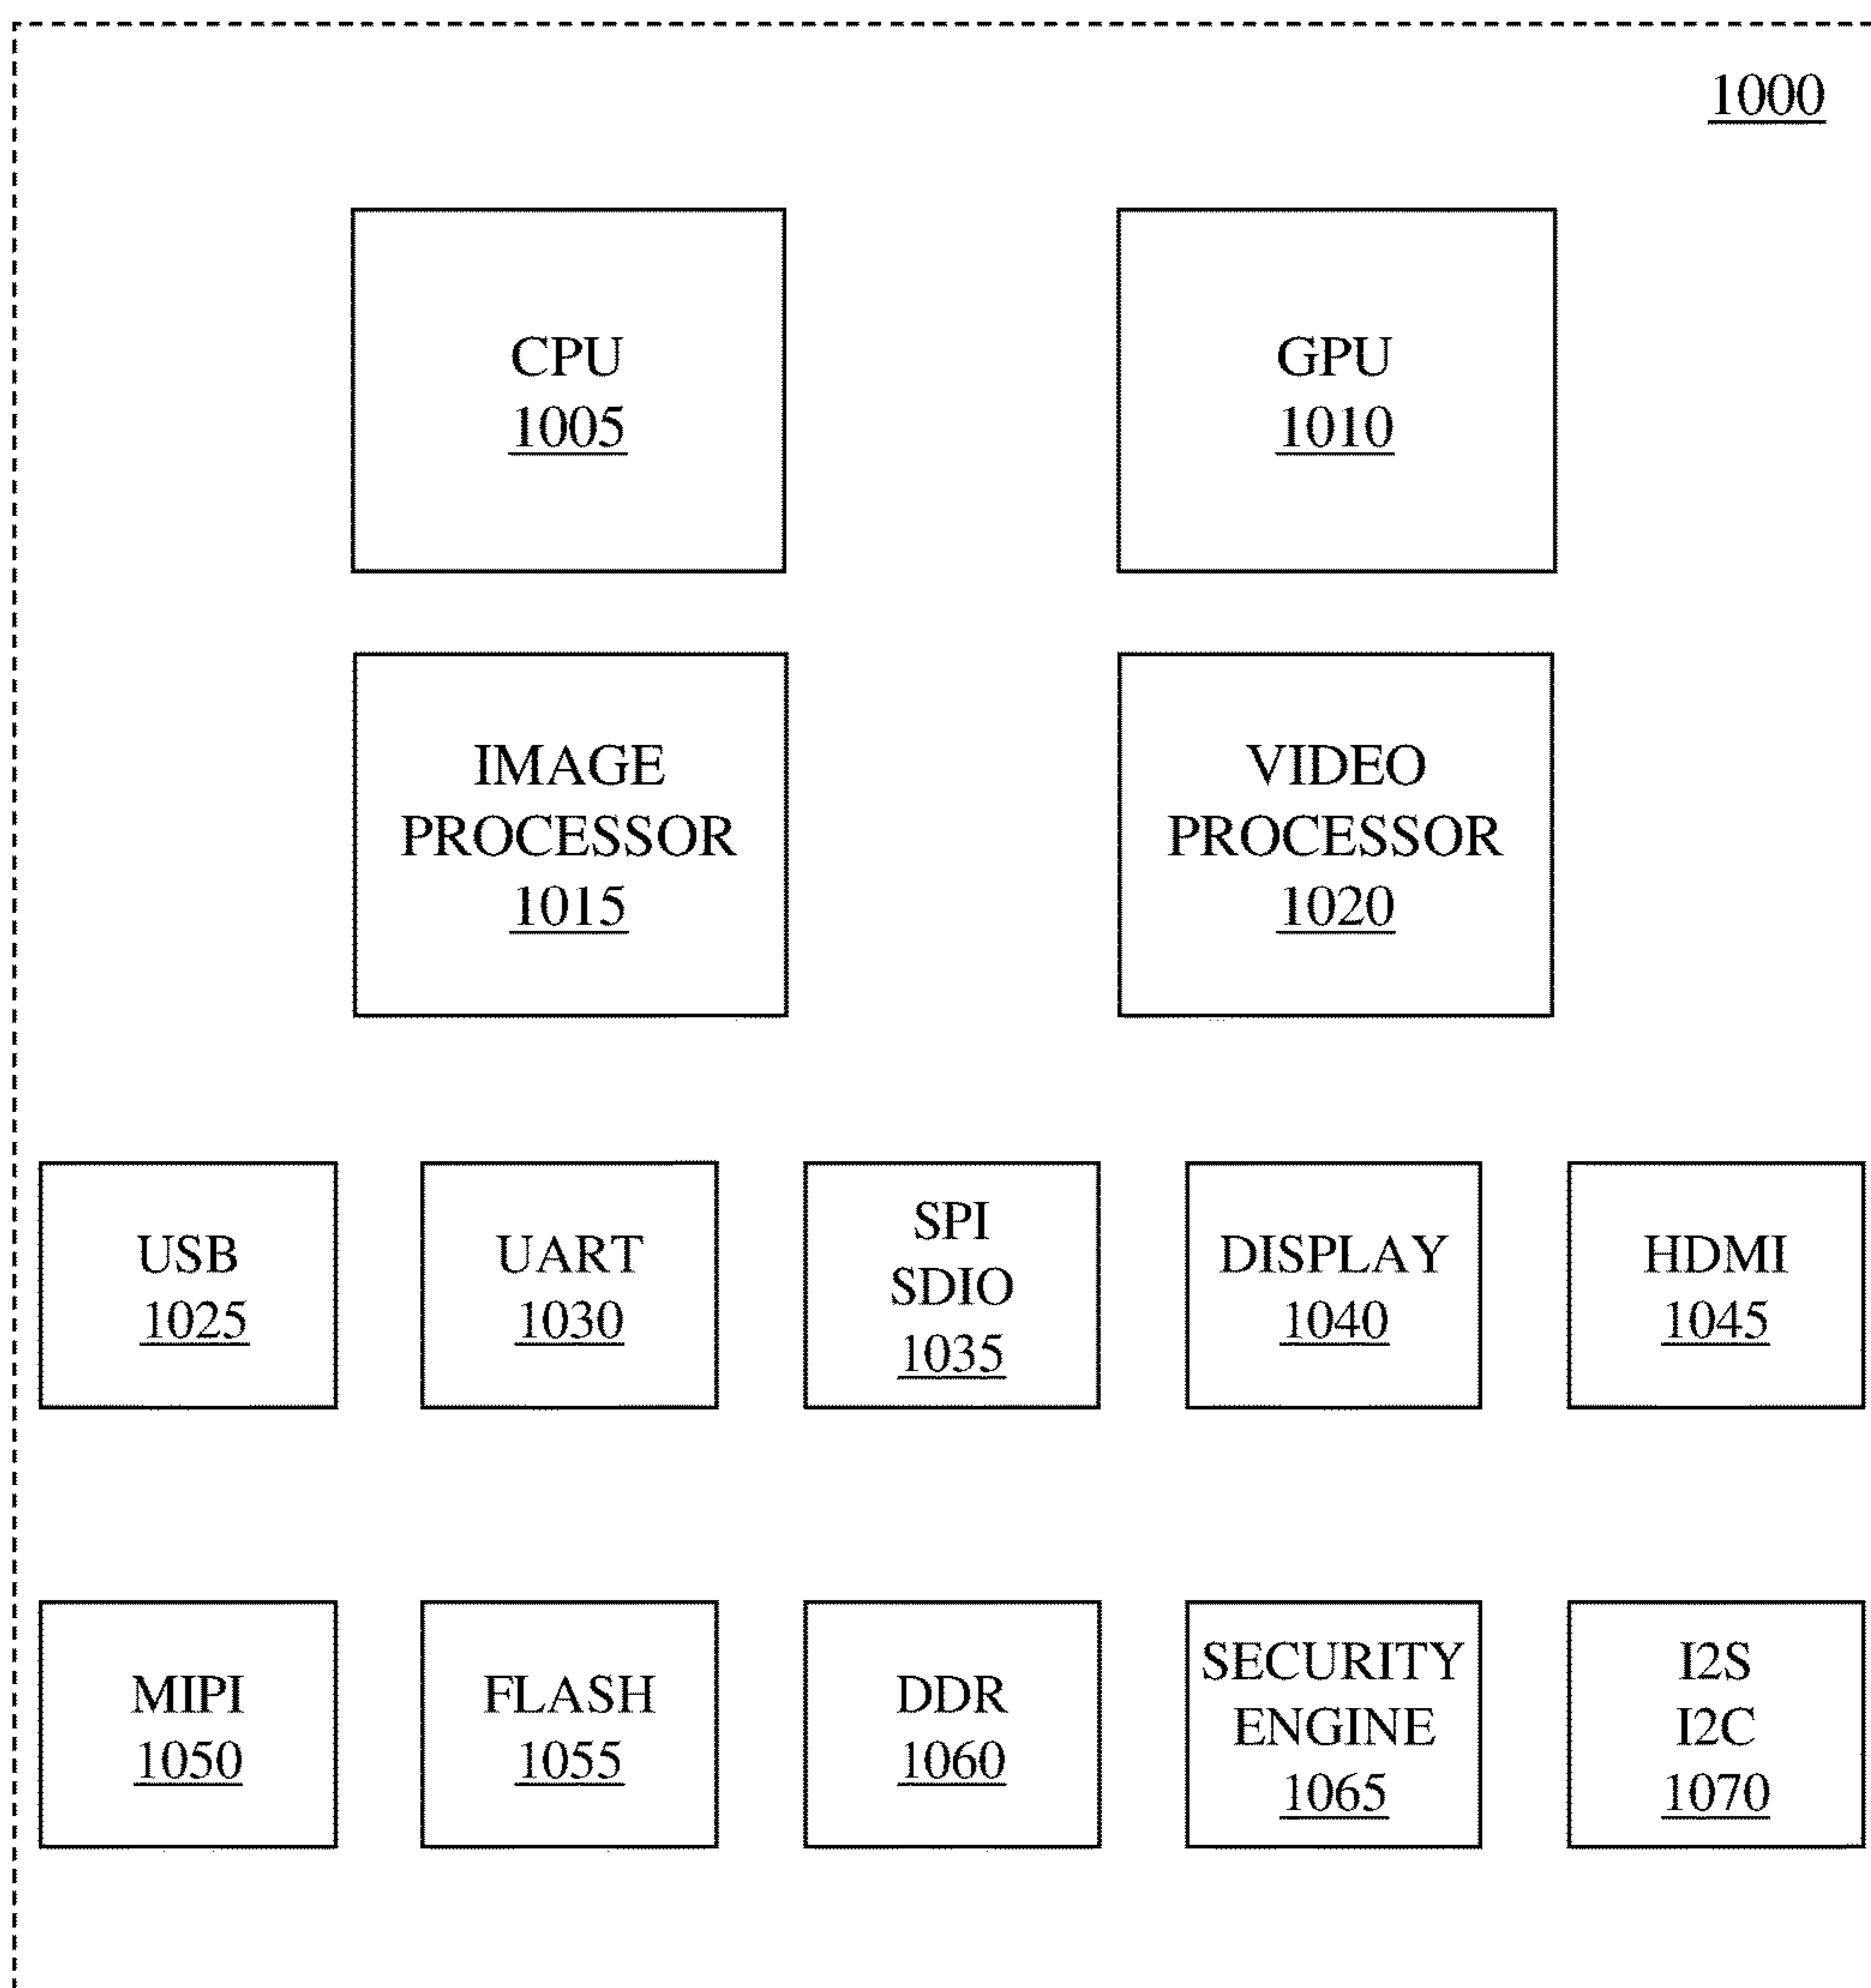 1000
CPU
1005
GPU
1010
IMAGE
PROCESSOR
1015
VIDEO
PROCESSOR
1020
USB
1025
UART
1030
SPI
SDIO
1035
DISPLAY
1040
HDMI
1045
MIPI
1050
FLASH
1055
DDR
1060
SECURITY
ENGINE
1065
I2S
I2C
1070